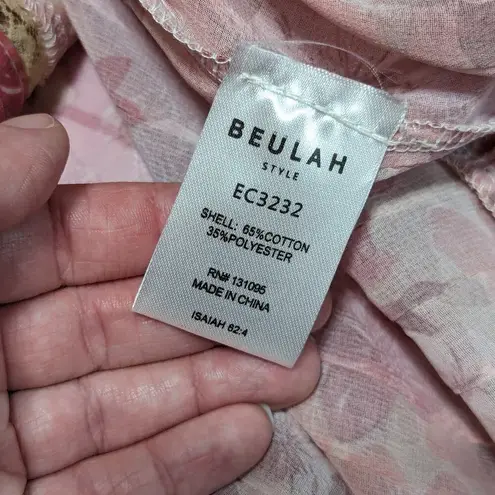 BEULAH
STYLE
EC3232
SHELL: 65%COTTON
35%POLYESTER
RN# 131095
MADE IN CHINA
ISAIAH 62:4